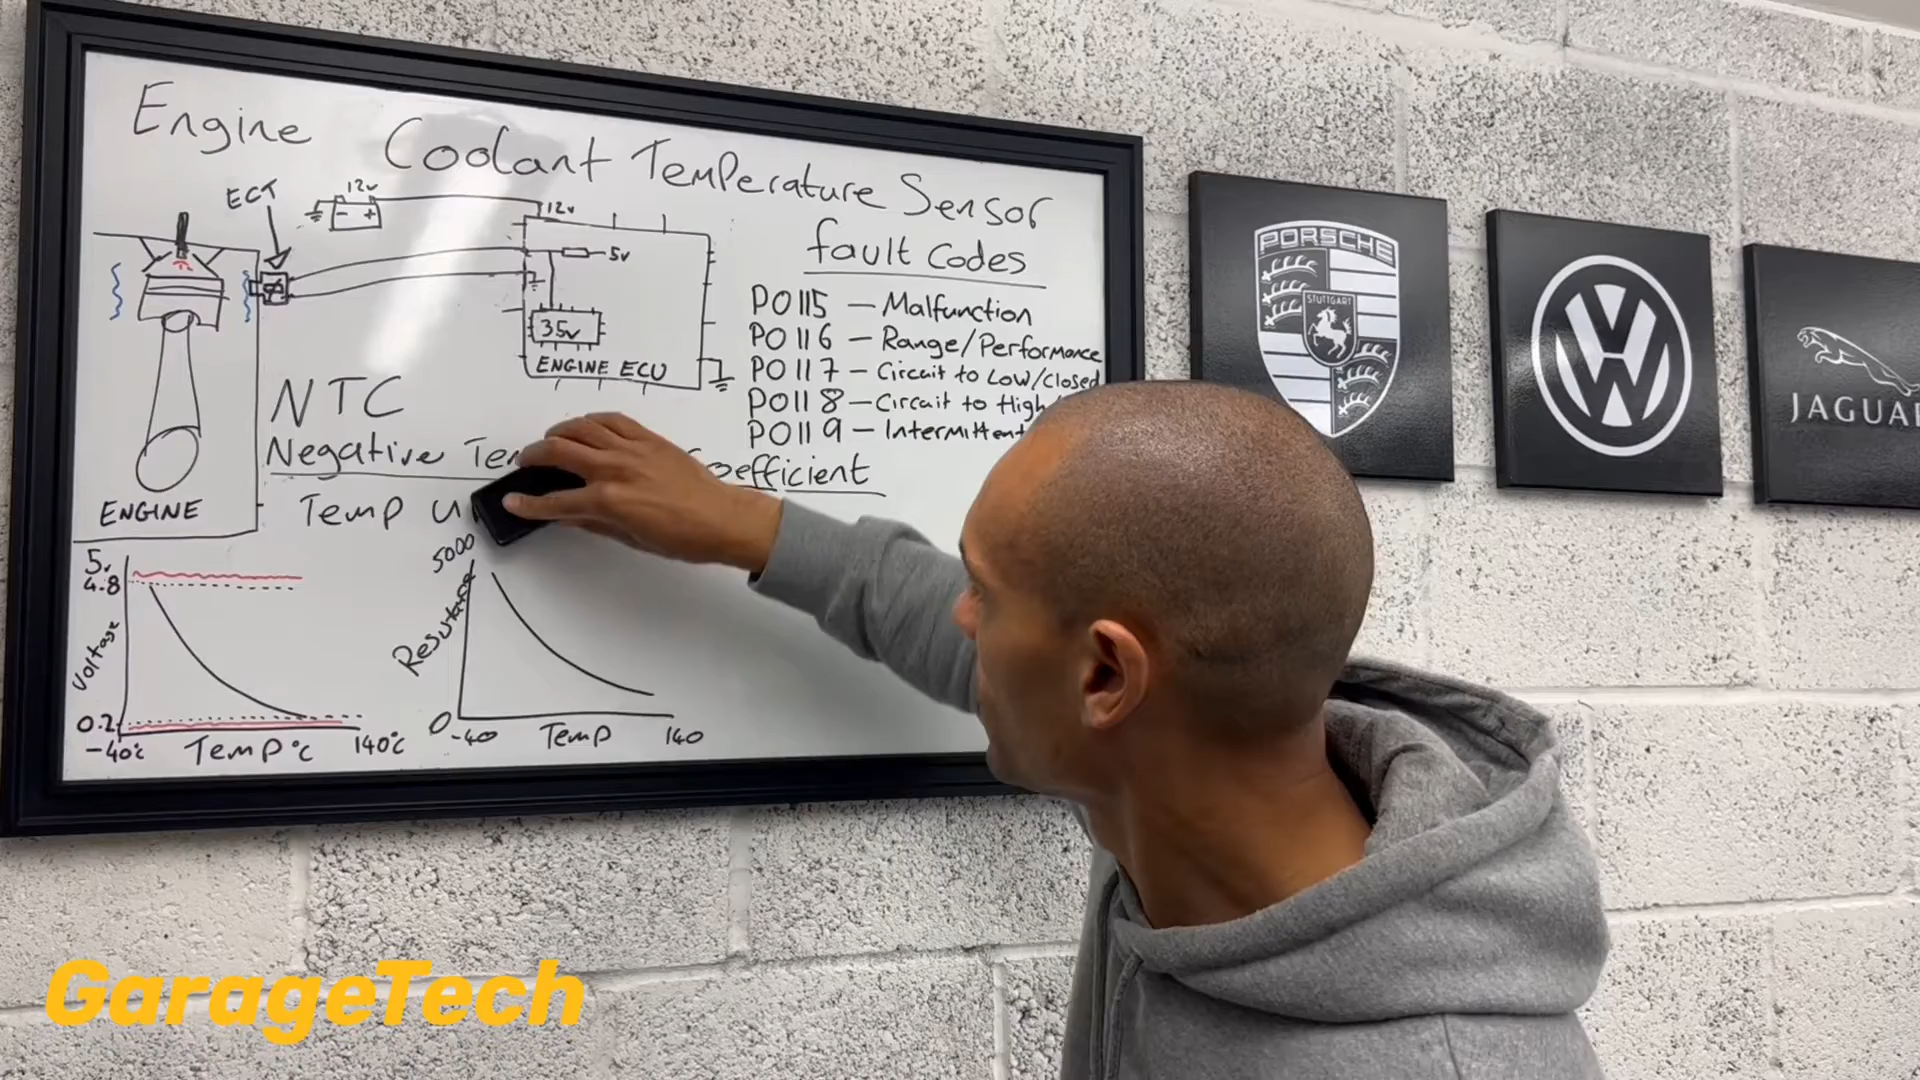 Engine Coolant Temperature Sensor
fault Codes
P0115 – Malfunction
P0116 – Range/Performance
P0117 – Circuit to Low/Closed
P0118 – Circuit to High/
P0119 – Intermittent
ECT
12v
- +
12v
5v
3.5v
ENGINE ECU
ENGINE
NTC
Negative Coefficient
Temp
5v
4.8
Voltage
0.2
-40°c Temp°c 140°c
5000
Resistance
0
-40 Temp 140
PORSCHE
STUTTGART
VW
JAGUA
GarageTech